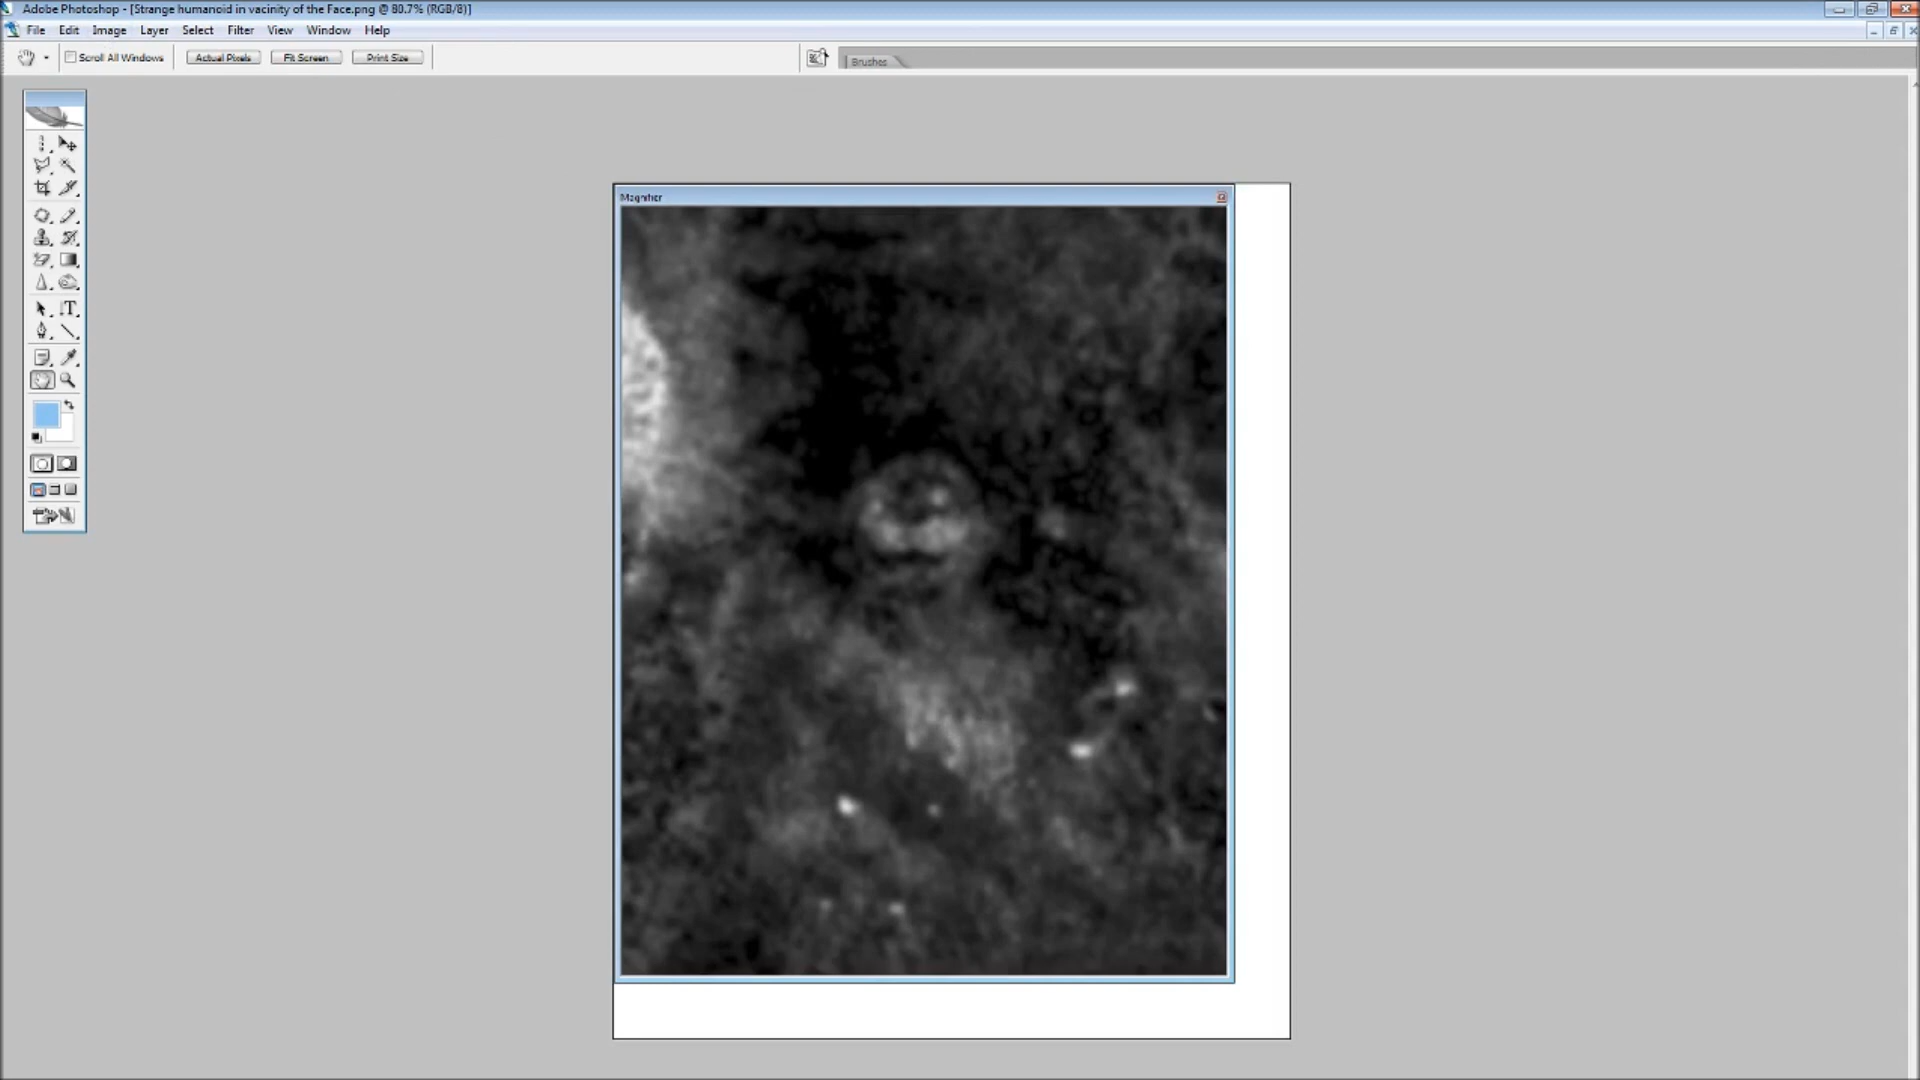 Adobe Photoshop - [Strange humanoid in vacinity of the Face.png @ 80.7% (RGB/8)]
File Edit Image Layer Select Filter View Window Help
Scroll All Windows Actual Pixels Fit Screen Print Size Brushes
Magnifier